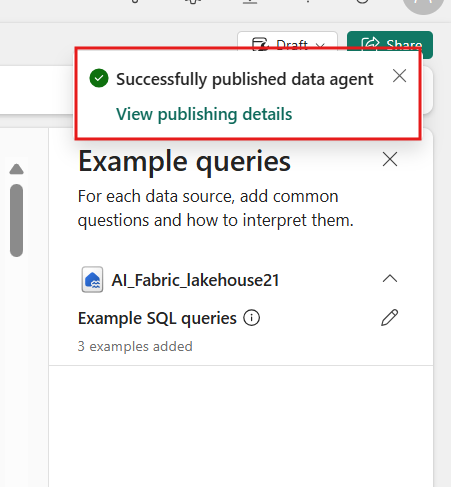 Draft
Share
Successfully published data agent
View publishing details
Example queries
For each data source, add common
questions and how to interpret them.
AI_Fabric_lakehouse21
Example SQL queries
3 examples added